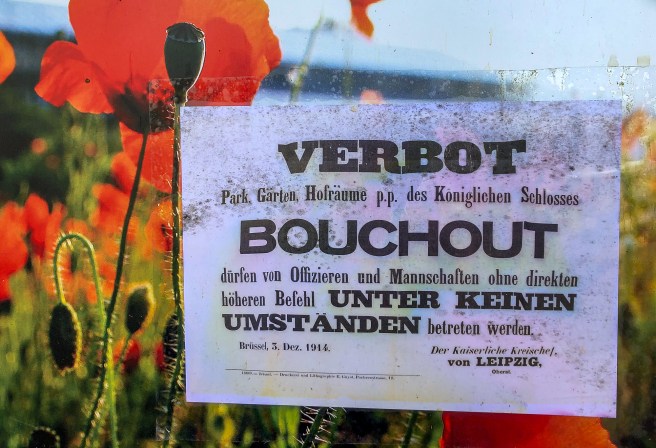 VERBOT
Park, Gärten, Hofräume p.p. des Königlichen Schlosses
BOUCHOUT
dürfen von Offizieren und Mannschaften ohne direkten
höheren Befehl UNTER KEINEN
UMSTÄNDEN betreten werden.
Brüssel, 3. Dez. 1914.
Der Kaiserliche Kreischef,
von LEIPZIG,
Oberst.